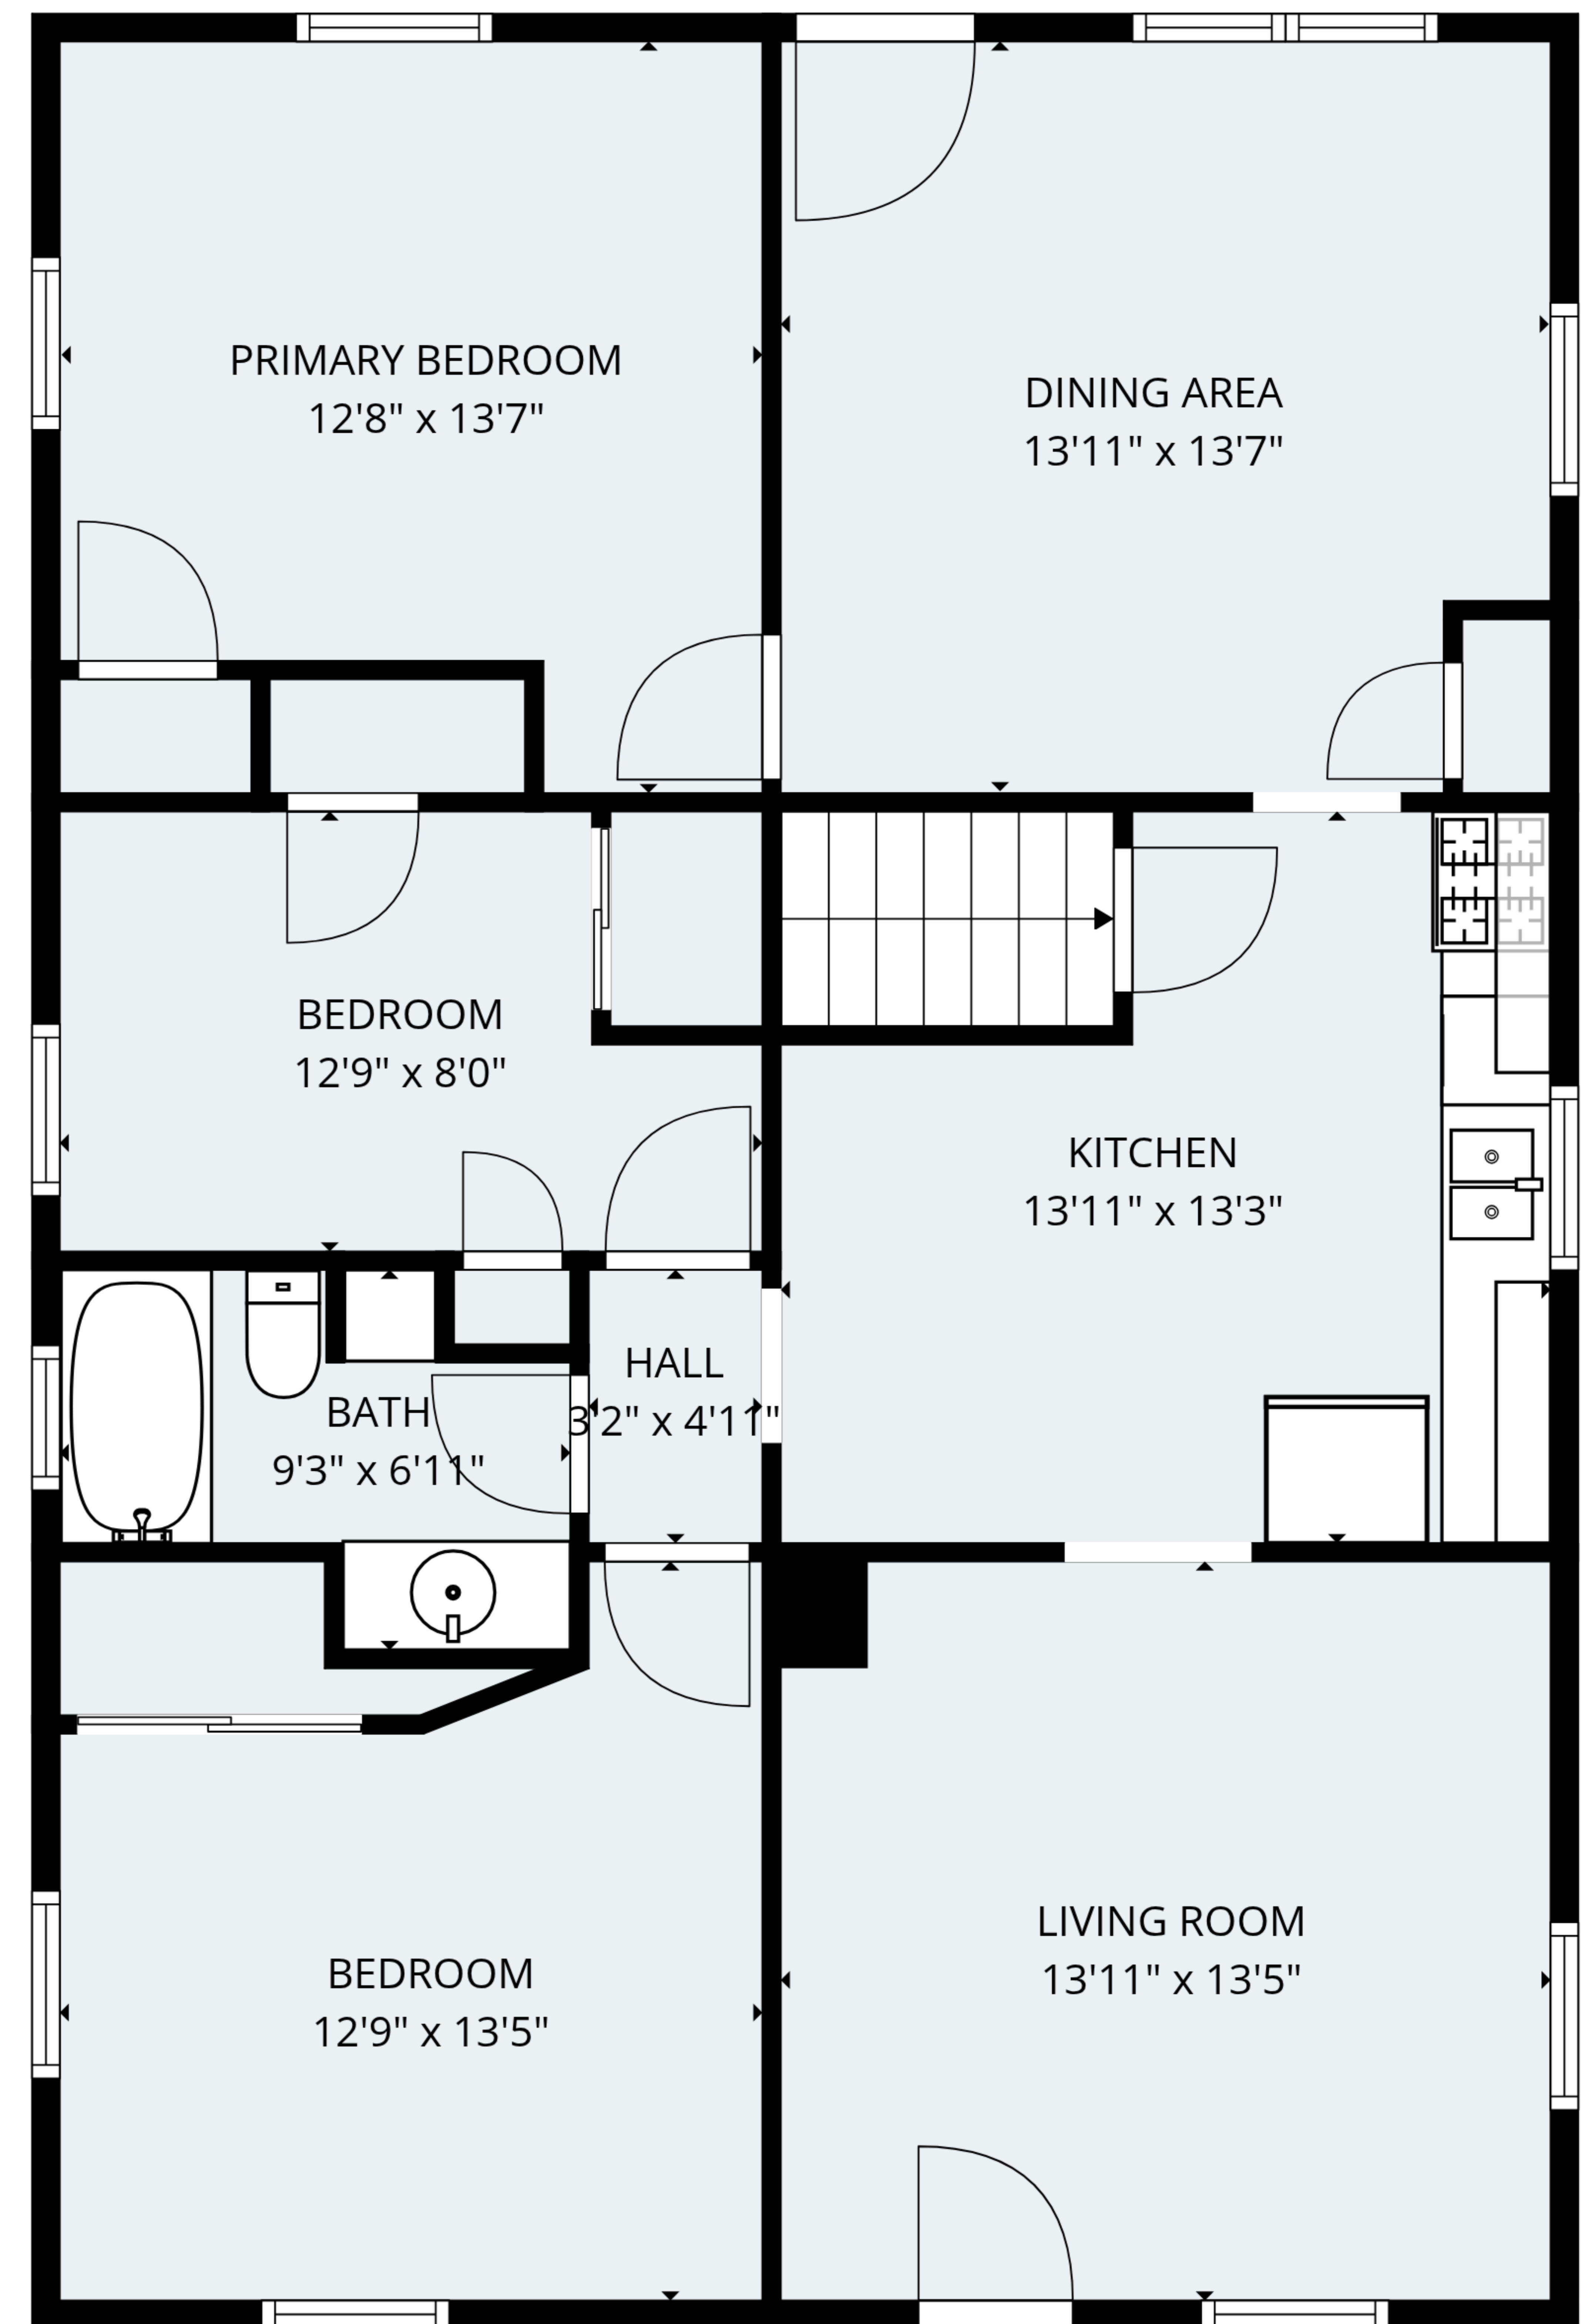 PRIMARY BEDROOM
12'8" x 13'7"
DINING AREA
13'11" x 13'7"
BEDROOM
12'9" x 8'0"
KITCHEN
13'11" x 13'3"
HALL
3'2" x 4'11"
BATH
9'3" x 6'11"
LIVING ROOM
13'11" x 13'5"
BEDROOM
12'9" x 13'5"